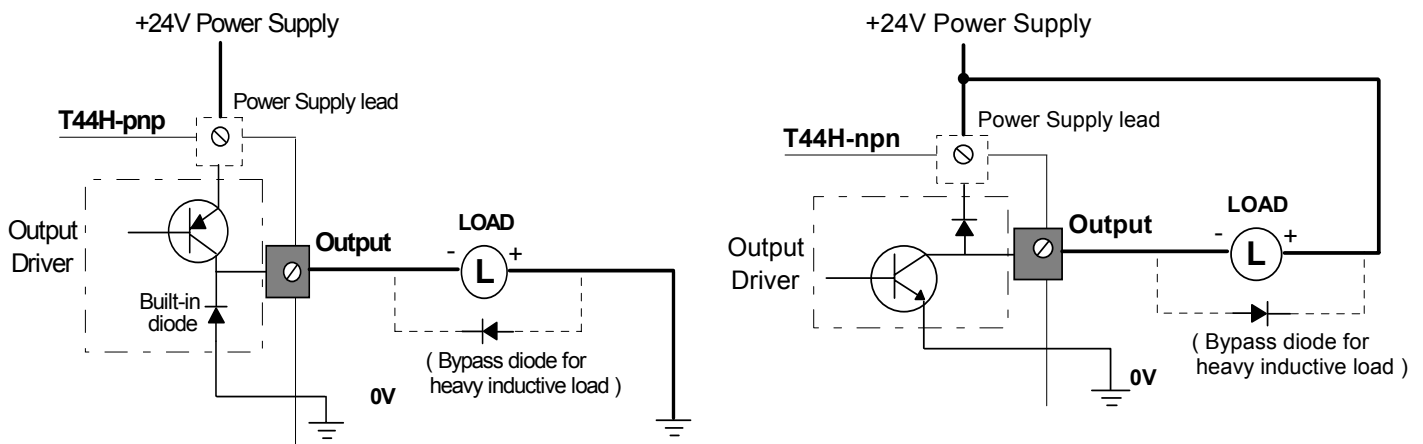 +24V Power Supply
Power Supply lead
T44H-pnp
Output
Driver
Built-in
diode
Output
LOAD
- +
L
( Bypass diode for
heavy inductive load )
0V
+24V Power Supply
Power Supply lead
T44H-npn
Output
Driver
Output
LOAD
- +
L
( Bypass diode for
heavy inductive load )
0V